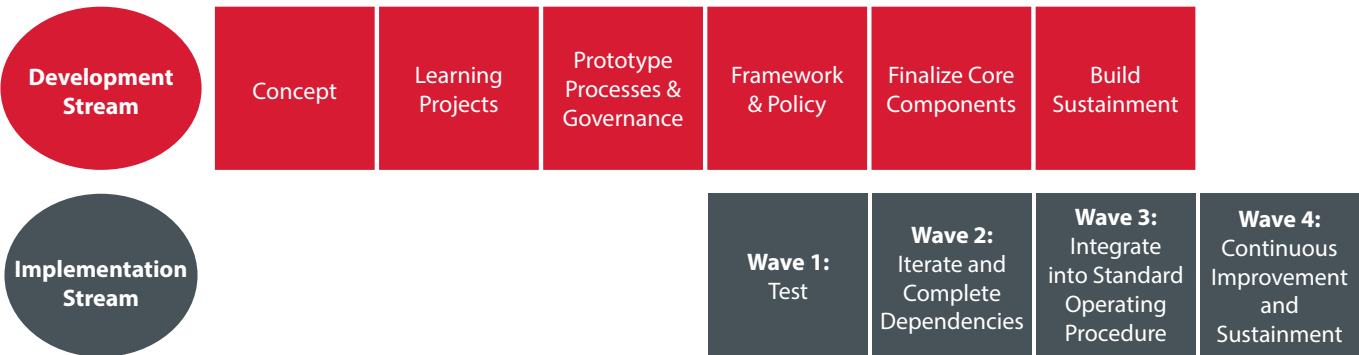 Development
Stream
Concept
Learning
Projects
Prototype
Processes &
Governance
Framework
& Policy
Finalize Core
Components
Build
Sustainment
Implementation
Stream
Wave 1:
Test
Wave 2:
Iterate and
Complete
Dependencies
Wave 3:
Integrate
into Standard
Operating
Procedure
Wave 4:
Continuous
Improvement
and
Sustainment